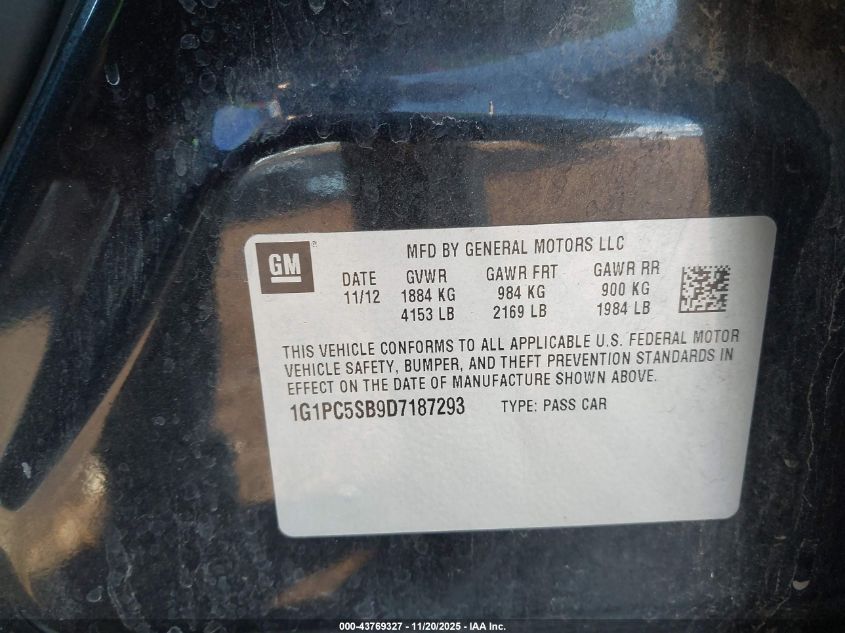 GM
®
MFD BY GENERAL MOTORS LLC
DATE GVWR GAWR FRT GAWR RR
11/12 1884 KG 984 KG 900 KG
4153 LB 2169 LB 1984 LB
THIS VEHICLE CONFORMS TO ALL APPLICABLE U.S. FEDERAL MOTOR
VEHICLE SAFETY, BUMPER, AND THEFT PREVENTION STANDARDS IN
EFFECT ON THE DATE OF MANUFACTURE SHOWN ABOVE.
1G1PC5SB9D7187293 TYPE: PASS CAR
000-43769327 - 11/20/2025 - IAA Inc.